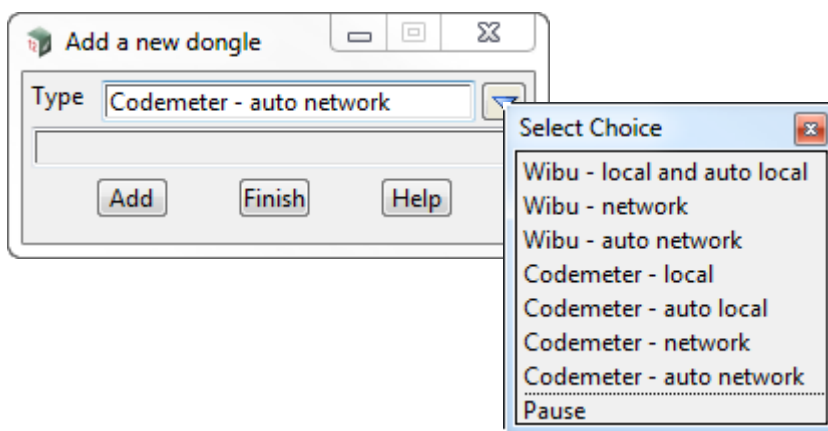 Add a new dongle
Type Codemeter - auto network
Add Finish Help
Select Choice
Wibu - local and auto local
Wibu - network
Wibu - auto network
Codemeter - local
Codemeter - auto local
Codemeter - network
Codemeter - auto network
Pause